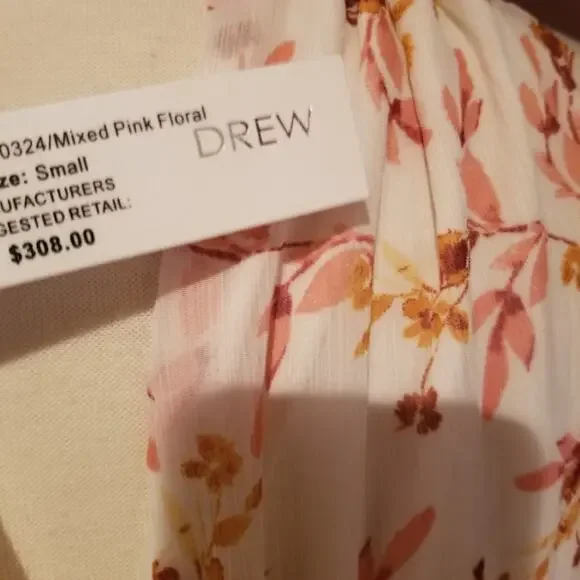 0324/Mixed Pink Floral
DREW
ze: Small
UFACTURERS
GESTED RETAIL:
$308.00